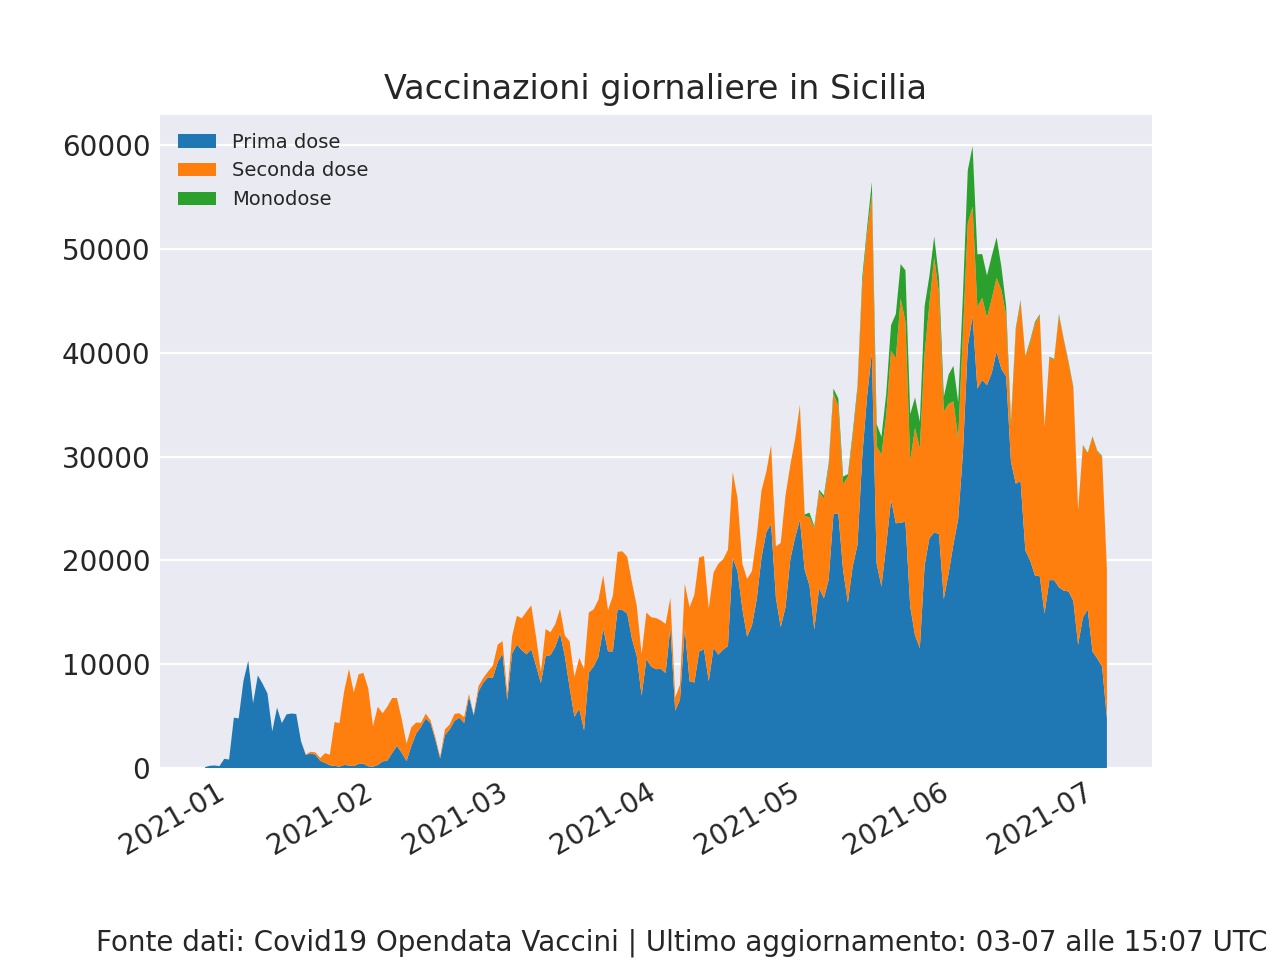 Vaccinazioni giornaliere in Sicilia
Prima dose
Seconda dose
Monodose
60000
50000
40000
30000
20000
10000
0
2021-01
2021-02
2021-03
2021-04
2021-05
2021-06
2021-07
Fonte dati: Covid19 Opendata Vaccini | Ultimo aggiornamento: 03-07 alle 15:07 UTC